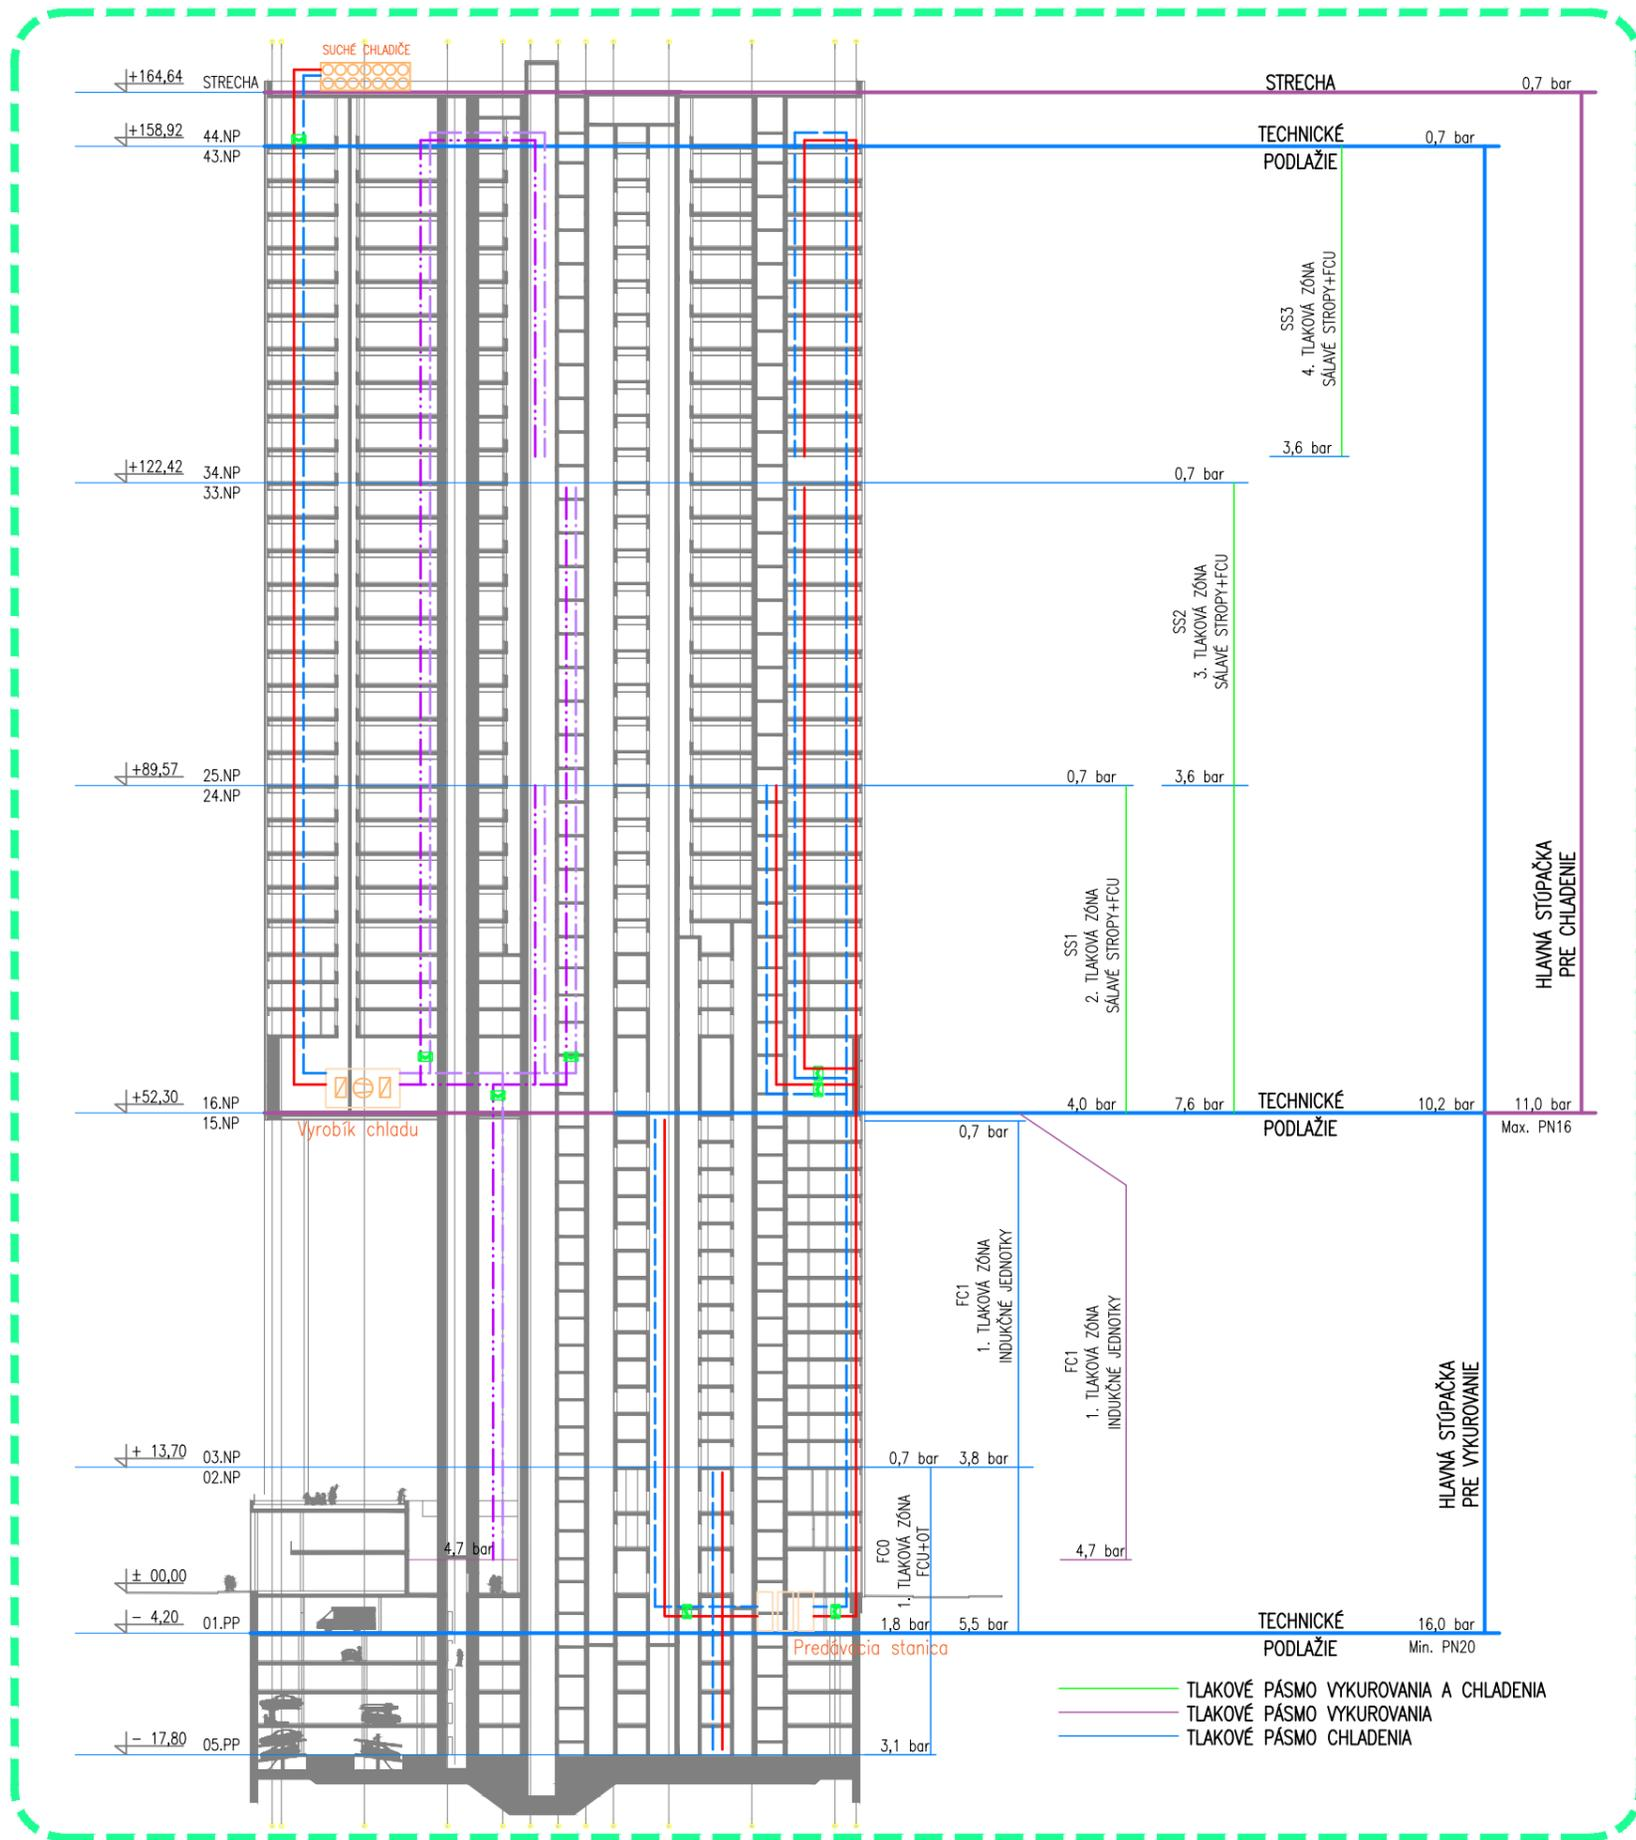 SUCHÉ CHLADIČE
+164,64 STRECHA STRECHA 0,7 bar
+158,92 44.NP TECHNICKÉ 0,7 bar
43.NP PODLAŽIE
SS3
4. TLAKOVÁ ZÓNA
SÁLAVÉ STROPY+FCU
3,6 bar
+122,42 34.NP 0,7 bar
33.NP
SS2
3. TLAKOVÁ ZÓNA
SÁLAVÉ STROPY+FCU
+89,57 25.NP 0,7 bar 3,6 bar
24.NP
SS1
2. TLAKOVÁ ZÓNA
SÁLAVÉ STROPY+FCU
HLAVNÁ STÚPAČKA
PRE CHLADENIE
+52,30 16.NP 4,0 bar 7,6 bar TECHNICKÉ 10,2 bar 11,0 bar
15.NP Vyrobík chladu 0,7 bar PODLAŽIE Max. PN16
FC1
1. TLAKOVÁ ZÓNA
INDUKČNÉ JEDNOTKY
FC1
1. TLAKOVÁ ZÓNA
INDUKČNÉ JEDNOTKY
HLAVNÁ STÚPAČKA
PRE VYKUROVANIE
+ 13,70 03.NP 0,7 bar 3,8 bar
02.NP
FC0
1. TLAKOVÁ ZÓNA
FCU+OT
4,7 bar 4,7 bar
± 00,00
- 4,20 01.PP 1,8 bar 5,5 bar TECHNICKÉ 16,0 bar
Predávacia stanica PODLAŽIE Min. PN20
TLAKOVÉ PÁSMO VYKUROVANIA A CHLADENIA
TLAKOVÉ PÁSMO VYKUROVANIA
TLAKOVÉ PÁSMO CHLADENIA
- 17,80 05.PP 3,1 bar